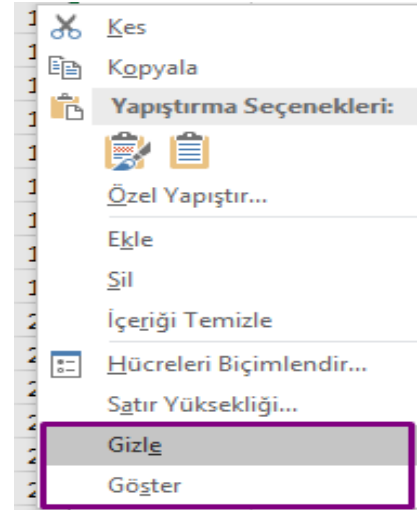 Kes
Kopyala
Yapıştırma Seçenekleri:
Özel Yapıştır...
Ekle
Sil
İçeriği Temizle
Hücreleri Biçimlendir...
Satır Yüksekliği...
Gizle
Göster